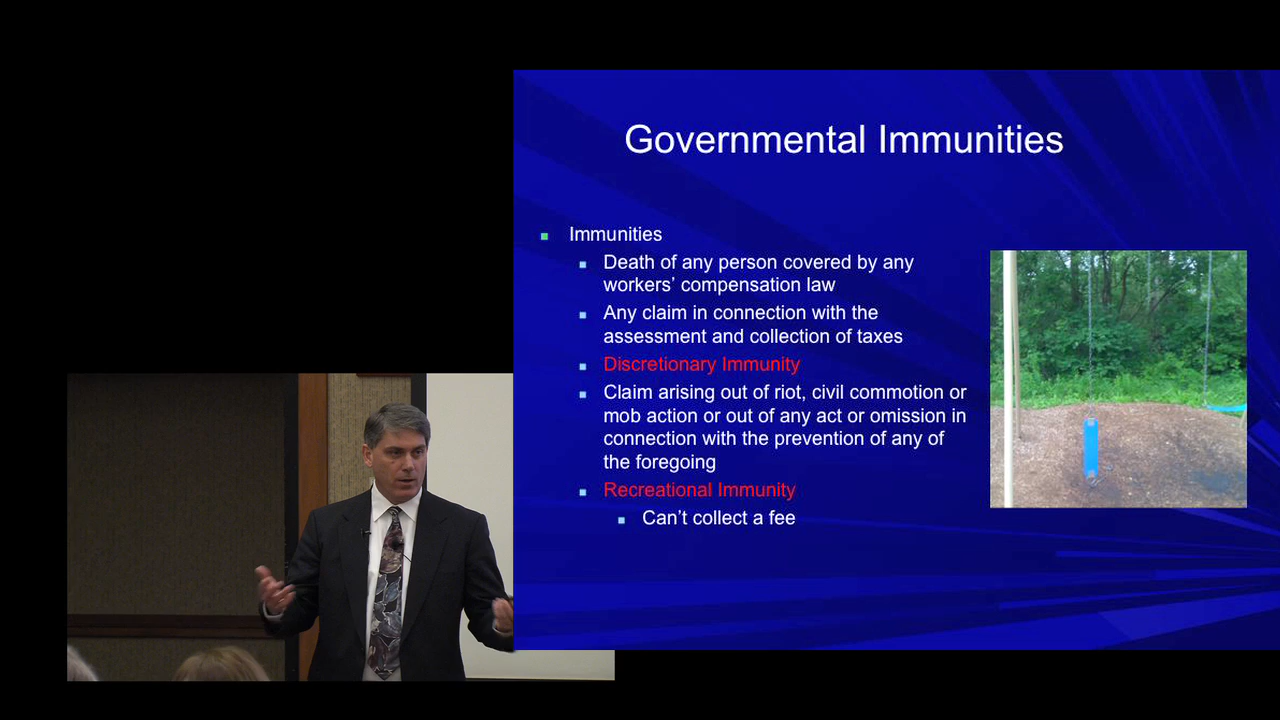 Governmental Immunities
Immunities
Death of any person covered by any
workers’ compensation law
Any claim in connection with the
assessment and collection of taxes
Discretionary Immunity
Claim arising out of riot, civil commotion or
mob action or out of any act or omission in
connection with the prevention of any of
the foregoing
Recreational Immunity
Can’t collect a fee